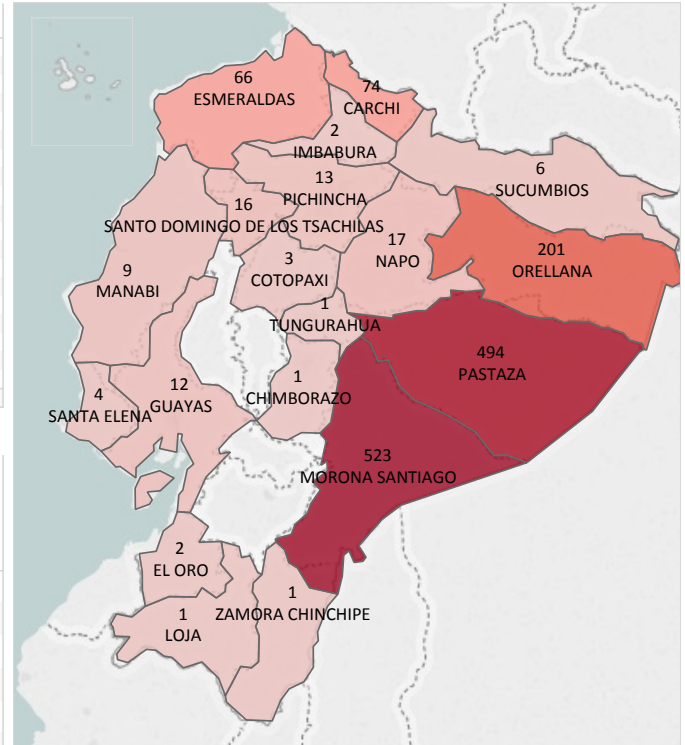 66
ESMERALDAS
74
CARCHI
2
IMBABURA
6
SUCUMBIOS
13
PICHINCHA
16
SANTO DOMINGO DE LOS TSACHILAS
17
NAPO
201
ORELLANA
3
COTOPAXI
9
MANABI
1
TUNGURAHUA
494
PASTAZA
1
CHIMBORAZO
12
GUAYAS
4
SANTA ELENA
523
MORONA SANTIAGO
2
EL ORO
1
ZAMORA CHINCHIPE
1
LOJA